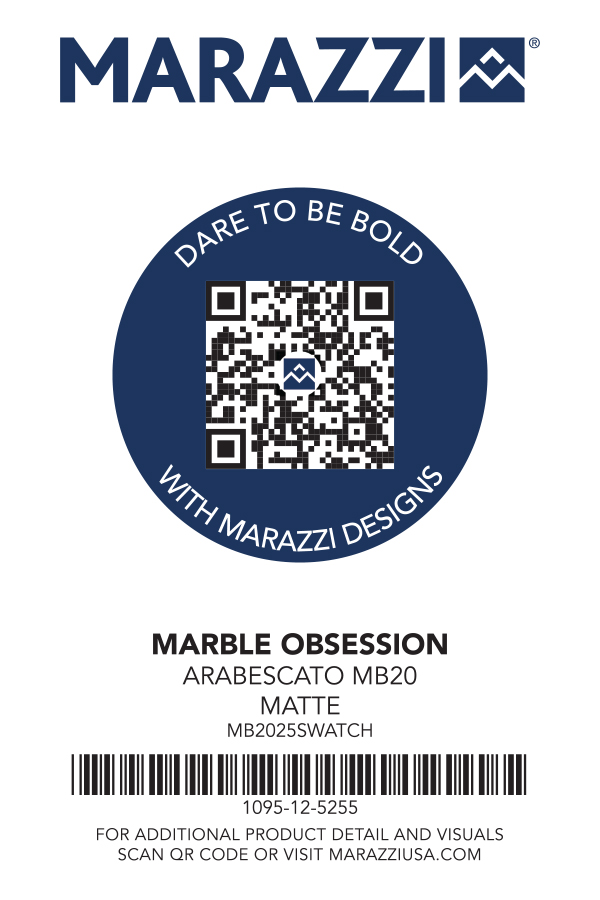 MARAZZI®
DARE TO BE BOLD
WITH MARAZZI DESIGNS
MARBLE OBSESSION
ARABESCATO MB20
MATTE
MB2025SWATCH
1095-12-5255
FOR ADDITIONAL PRODUCT DETAIL AND VISUALS
SCAN QR CODE OR VISIT MARAZZIUSA.COM